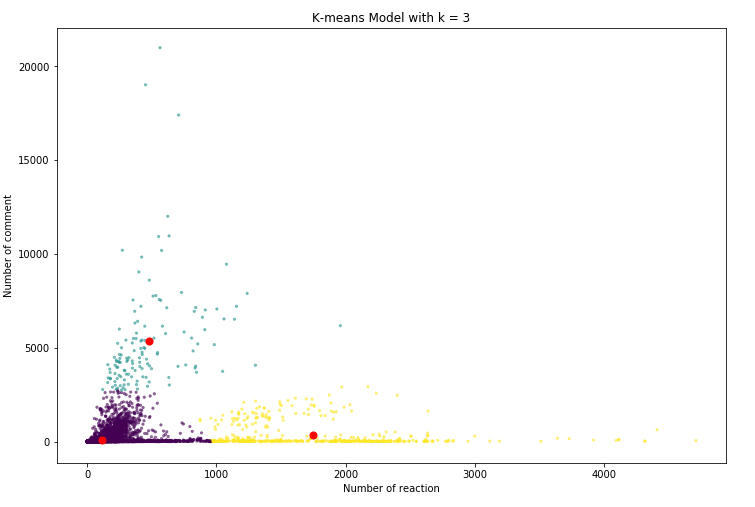 K-means Model with k = 3
Number of comment
20000
15000
10000
5000
0
0 1000 2000 3000 4000
Number of reaction